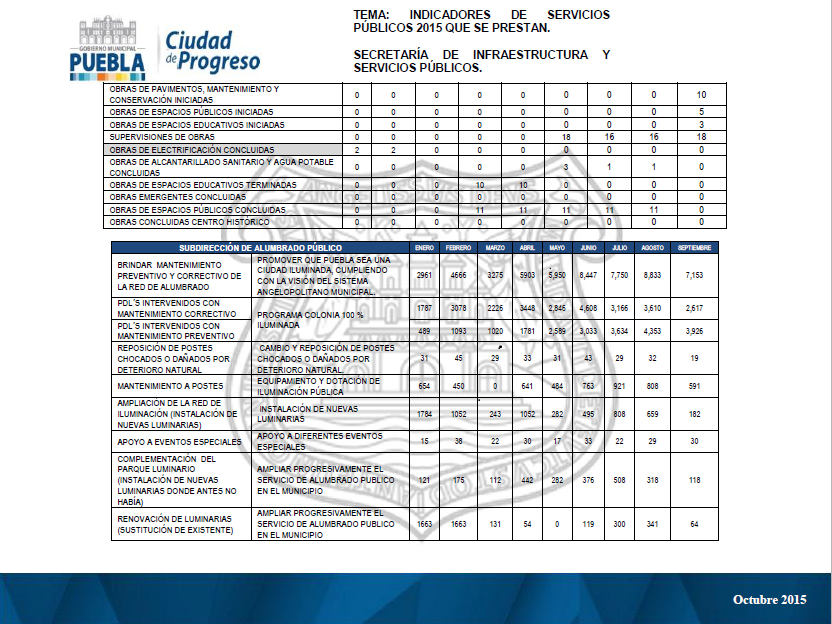 TEMA: INDICADORES DE SERVICIOS
PÚBLICOS 2015 QUE SE PRESTAN.
GOBIERNO MUNICIPAL
PUEBLA
Ciudad
de Progreso
SECRETARÍA DE INFRAESTRUCTURA Y
SERVICIOS PÚBLICOS.
OBRAS DE PAVIMENTOS, MANTENIMIENTO Y
CONSERVACIÓN INICIADAS 0 0 0 0 0 0 0 0 10
OBRAS DE ESPACIOS PÚBLICOS INICIADAS 0 0 0 0 0 0 0 0 5
OBRAS DE ESPACIOS EDUCATIVOS INICIADAS 0 0 0 0 0 0 0 0 3
SUPERVISIONES DE OBRAS 0 0 0 0 0 18 16 16 18
OBRAS DE ELECTRIFICACIÓN CONCLUIDAS 2 2 0 0 0 0 0 0 0
OBRAS DE ALCANTARILLADO SANITARIO Y AGUA POTABLE
CONCLUIDAS 0 0 0 0 0 3 1 1 0
OBRAS DE ESPACIOS EDUCATIVOS TERMINADAS 0 0 0 10 10 0 0 0 0
OBRAS EMERGENTES CONCLUIDAS 0 0 0 0 0 0 0 0 0
OBRAS DE ESPACIOS PÚBLICOS CONCLUIDAS 0 0 0 11 11 11 11 11 0
OBRAS CONCLUIDAS CENTRO HISTÓRICO 0 0 0 0 0 0 0 0 0
SUBDIRECCIÓN DE ALUMBRADO PÚBLICO ENERO FEBRERO MARZO ABRIL MAYO JUNIO JULIO AGOSTO SEPTIEMBRE
BRINDAR MANTENIMIENTO
PREVENTIVO Y CORRECTIVO DE
LA RED DE ALUMBRADO
PROMOVER QUE PUEBLA SEA UNA
CIUDAD ILUMINADA, CUMPLIENDO
CON LA VISIÓN DEL SISTEMA
ANGELOPOLITANO MUNICIPAL.
2961 4666 3275 5903 5,950 8,447 7,750 8,833 7,153
PDL'S INTERVENIDOS CON
MANTENIMIENTO CORRECTIVO
PROGRAMA COLONIA 100 %
ILUMINADA
1787 3078 2226 3448 2,846 4,608 3,166 3,610 2,617
PDL'S INTERVENIDOS CON
MANTENIMIENTO PREVENTIVO
489 1093 1020 1781 2,589 3,033 3,634 4,353 3,926
REPOSICIÓN DE POSTES
CHOCADOS O DAÑADOS POR
DETERIORO NATURAL
CAMBIO Y REPOSICIÓN DE POSTES
CHOCADOS O DAÑADOS POR
DETERIORO NATURAL.
31 45 29 33 31 43 29 32 19
MANTENIMIENTO A POSTES
EQUIPAMIENTO Y DOTACIÓN DE
ILUMINACIÓN PÚBLICA
654 450 0 641 484 763 921 808 591
AMPLIACIÓN DE LA RED DE
ILUMINACIÓN (INSTALACIÓN DE
NUEVAS LUMINARIAS)
INSTALACIÓN DE NUEVAS
LUMINARIAS
1784 1052 243 1052 282 495 808 659 182
APOYO A EVENTOS ESPECIALES
APOYO A DIFERENTES EVENTOS
ESPECIALES
15 38 22 30 17 33 22 29 30
COMPLEMENTACIÓN DEL
PARQUE LUMINARIO
(INSTALACIÓN DE NUEVAS
LUMINARIAS DONDE ANTES NO
HABÍA)
AMPLIAR PROGRESIVAMENTE EL
SERVICIO DE ALUMBRADO PUBLICO
EN EL MUNICIPIO
121 175 112 442 282 376 508 318 118
RENOVACIÓN DE LUMINARIAS
(SUSTITUCIÓN DE EXISTENTE)
AMPLIAR PROGRESIVAMENTE EL
SERVICIO DE ALUMBRADO PUBLICO
EN EL MUNICIPIO
1663 1663 131 54 0 119 300 341 64
Octubre 2015